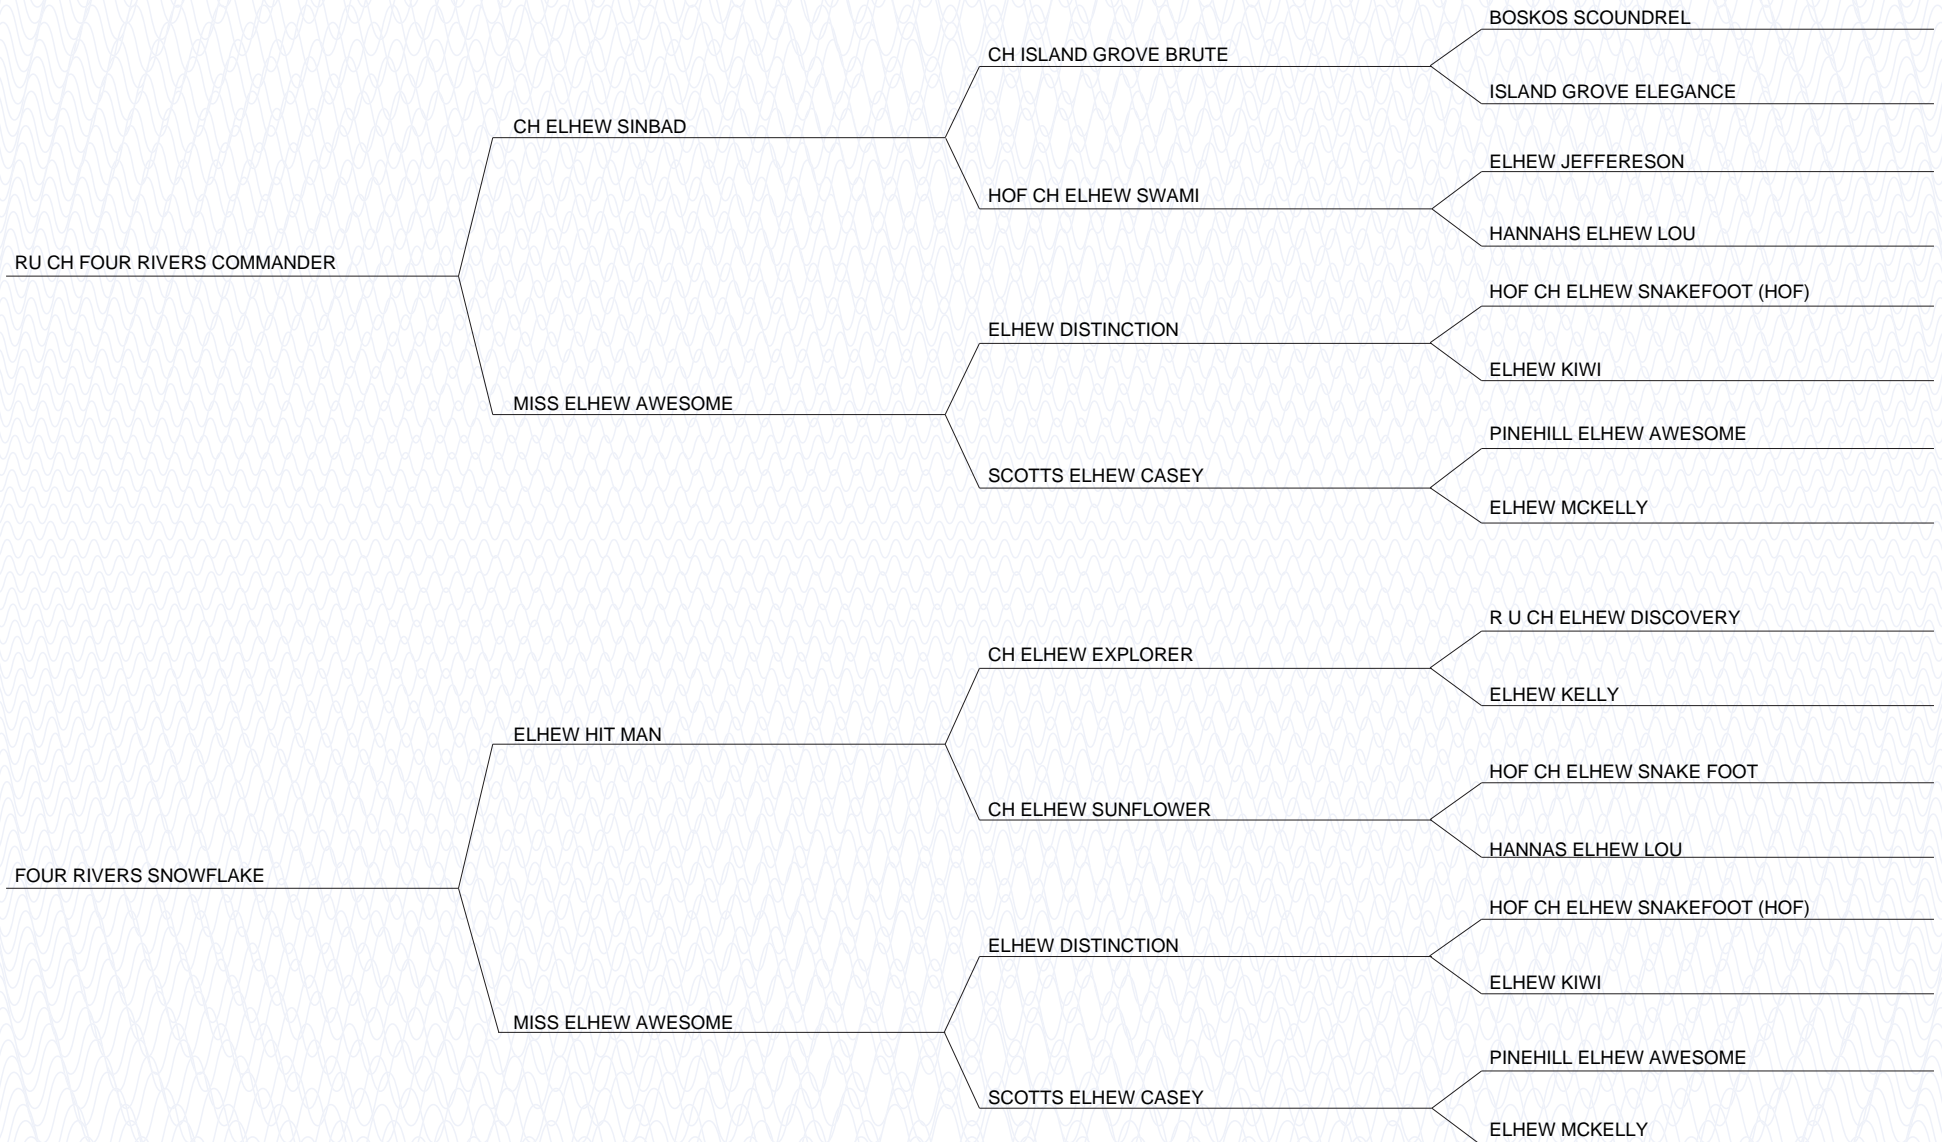 BOSKOS SCOUNDREL
CH ISLAND GROVE BRUTE
ISLAND GROVE ELEGANCE
CH ELHEW SINBAD
ELHEW JEFFERESON
HOF CH ELHEW SWAMI
HANNAHS ELHEW LOU
RU CH FOUR RIVERS COMMANDER
HOF CH ELHEW SNAKEFOOT (HOF)
ELHEW DISTINCTION
ELHEW KIWI
MISS ELHEW AWESOME
PINEHILL ELHEW AWESOME
SCOTTS ELHEW CASEY
ELHEW MCKELLY
R U CH ELHEW DISCOVERY
CH ELHEW EXPLORER
ELHEW KELLY
ELHEW HIT MAN
HOF CH ELHEW SNAKE FOOT
CH ELHEW SUNFLOWER
HANNAS ELHEW LOU
FOUR RIVERS SNOWFLAKE
HOF CH ELHEW SNAKEFOOT (HOF)
ELHEW DISTINCTION
ELHEW KIWI
MISS ELHEW AWESOME
PINEHILL ELHEW AWESOME
SCOTTS ELHEW CASEY
ELHEW MCKELLY